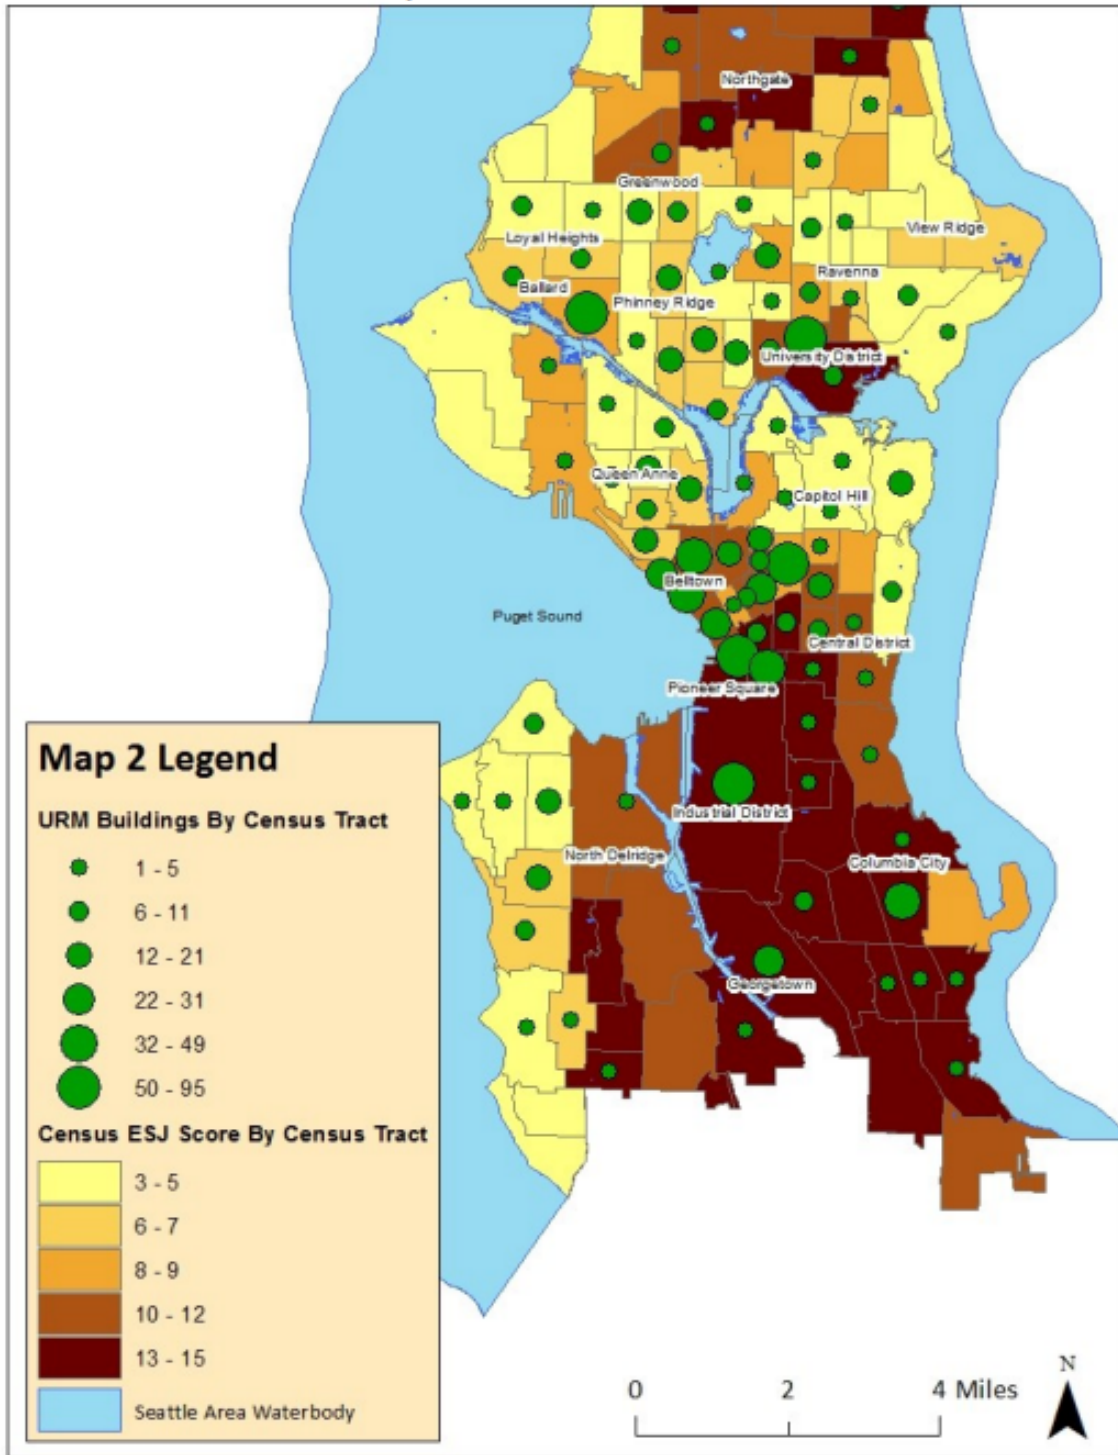 Northgate
Greenwood
View Ridge
Loyal Heights
Ravenna
Ballard
Phinney Ridge
University District
Queen Anne
Capitol Hill
Belltown
Puget Sound
Central District
Pioneer Square
Industrial District
North Delridge
Columbia City
Georgetown
Map 2 Legend
URM Buildings By Census Tract
1 - 5
6 - 11
12 - 21
22 - 31
32 - 49
50 - 95
Census ESJ Score By Census Tract
3 - 5
6 - 7
8 - 9
10 - 12
13 - 15
Seattle Area Waterbody
0 2 4 Miles
N